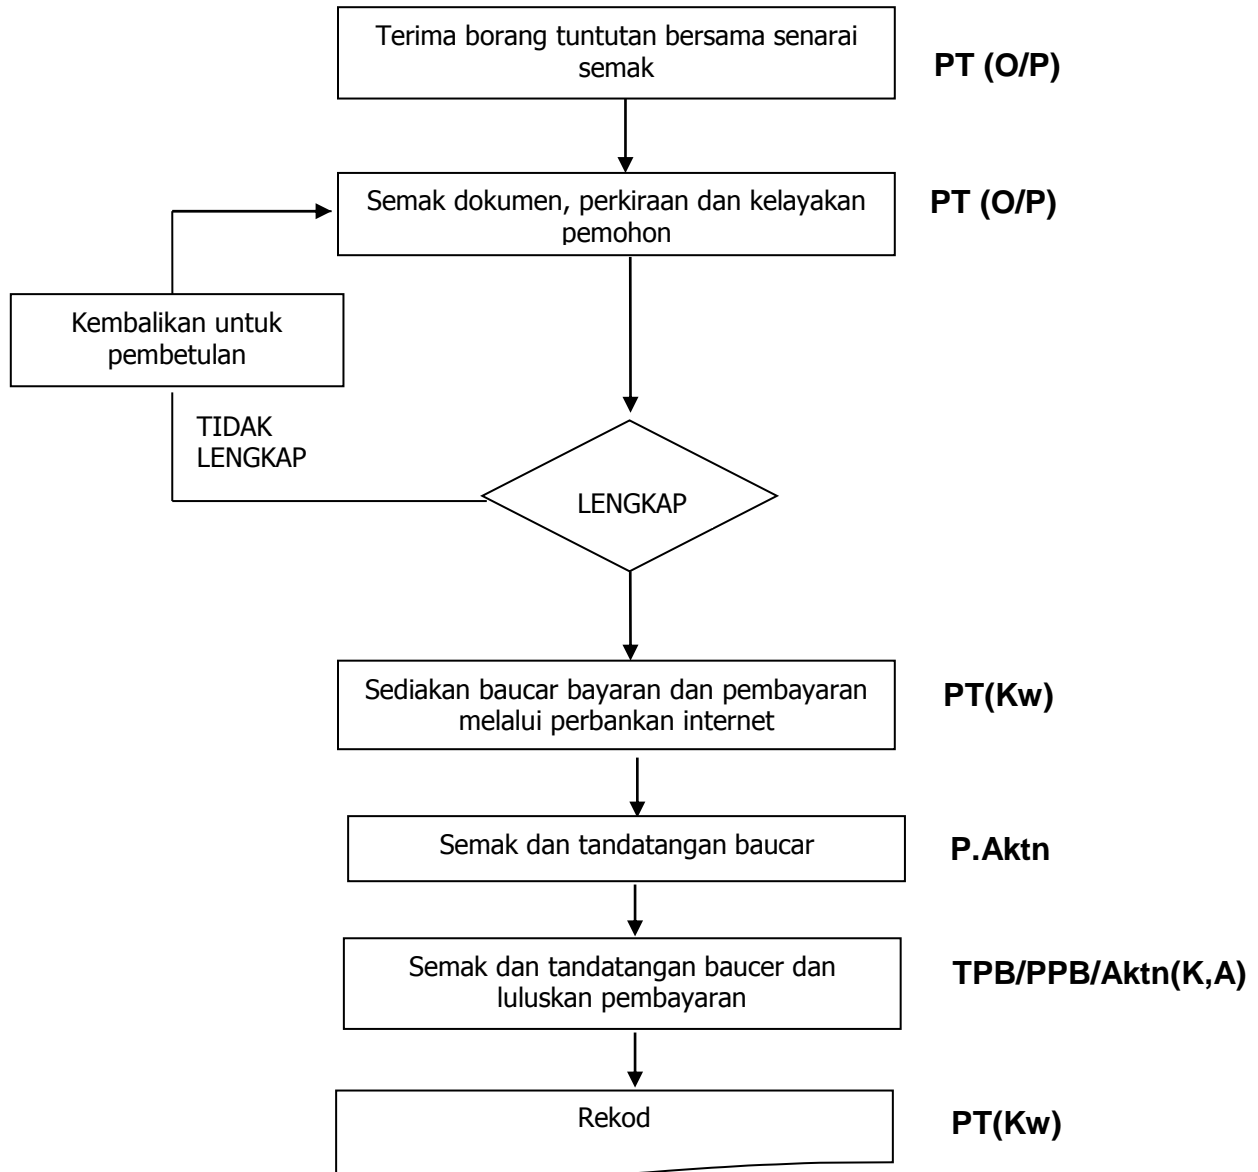 Terima borang tuntutan bersama senarai
semak
PT (O/P)
Semak dokumen, perkiraan dan kelayakan
pemohon
PT (O/P)
Kembalikan untuk
pembetulan
TIDAK
LENGKAP
LENGKAP
Sediakan baucar bayaran dan pembayaran
melalui perbankan internet
PT(Kw)
Semak dan tandatangan baucar
P.Aktn
Semak dan tandatangan baucer dan
luluskan pembayaran
TPB/PPB/Aktn(K,A)
Rekod
PT(Kw)